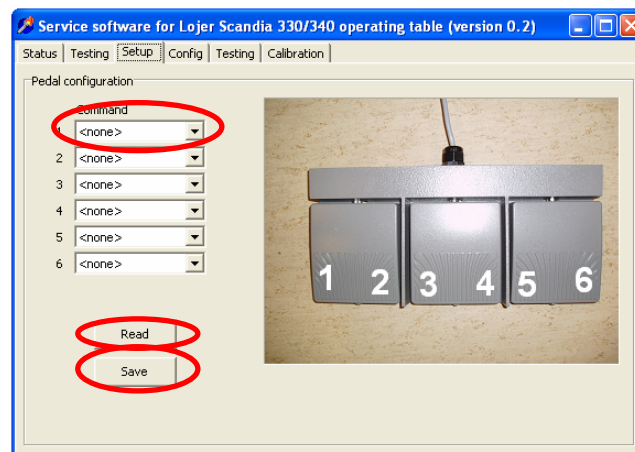 Service software for Lojer Scandia 330/340 operating table (version 0.2)
Status Testing Setup Config Testing Calibration
Pedal configuration
Command
1 <none>
2 <none>
3 <none>
4 <none>
5 <none>
6 <none>
Read
Save
1 2 3 4 5 6